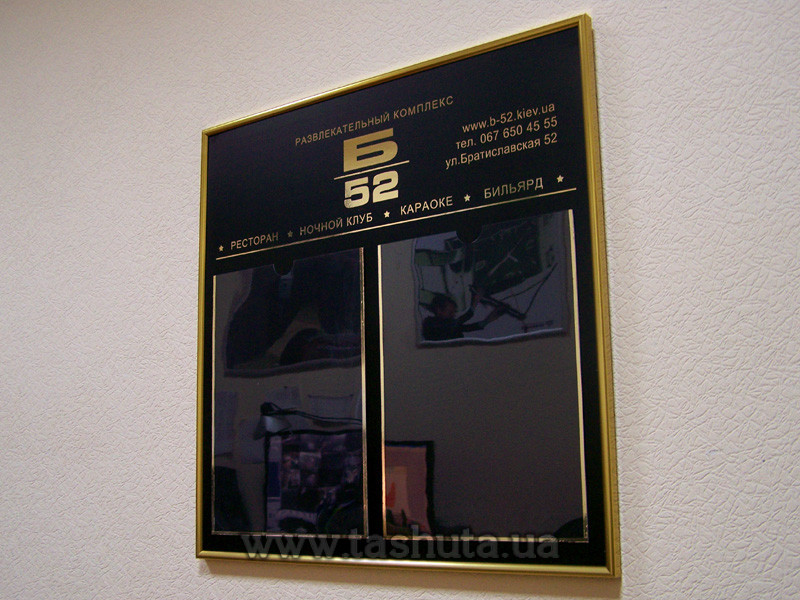 РАЗВЛЕКАТЕЛЬНЫЙ КОМПЛЕКС
Б
52
www.b-52.kiev.ua
тел. 067 650 45 55
ул.Братиславская 52
★ РЕСТОРАН ★ НОЧНОЙ КЛУБ ★ КАРАОКЕ ★ БИЛЬЯРД ★
www.tashuta.ua